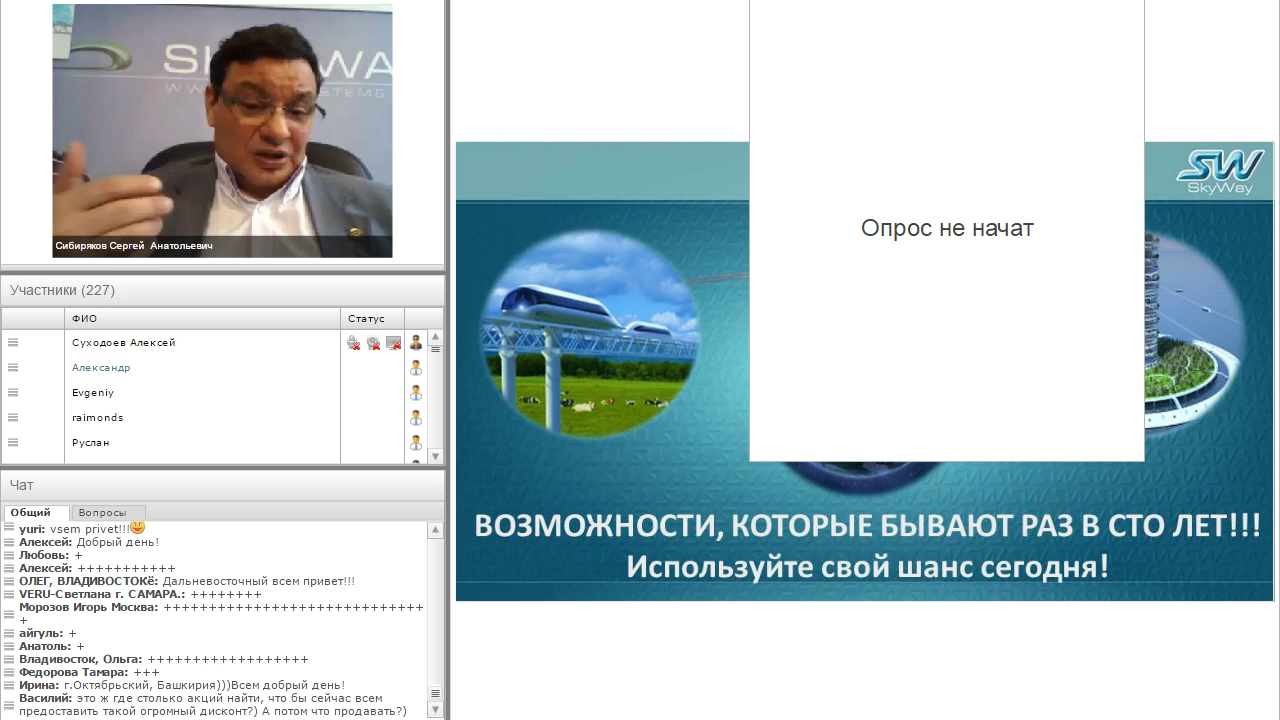 SKYWAY
Сибиряков Сергей Анатольевич
Участники (227)
ФИО
Статус
Суходоев Алексей
Александр
Evgeniy
raimonds
Руслан
Чат
Общий
Вопросы
yuri: vsem privet!!!
Алексей: Добрый день!
Любовь: +
Алексей: +++++++++++
ОЛЕГ, ВЛАДИВОСТОКё: Дальневосточный всем привет!!!
VERU-Светлана г. САМАРА.: ++++++++
Морозов Игорь Москва: +++++++++++++++++++++++++++++
+
айгуль: +
Анатоль: +
Владивосток, Ольга: ++++++++++++++++++
Федорова Тамара: +++
Ирина: г.Октябрьский, Башкирия)))Всем добрый день!
Василий: это ж где столько акций найти, что бы сейчас всем
предоставить такой огромный дисконт?) А потом что продавать?)
Опрос не начат
SW
SkyWay
ВОЗМОЖНОСТИ, КОТОРЫЕ БЫВАЮТ РАЗ В СТО ЛЕТ!!!
Используйте свой шанс сегодня!